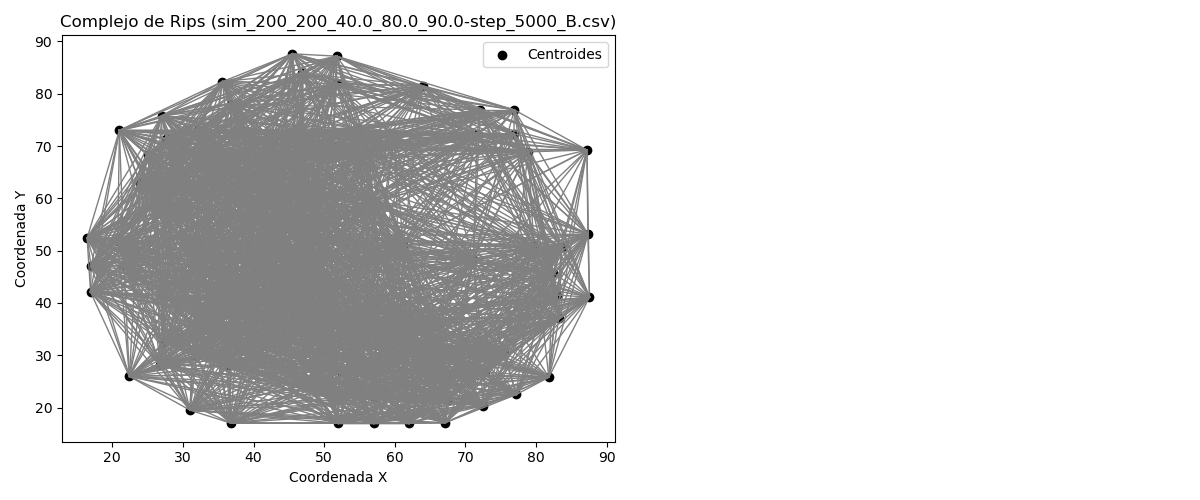 Complejo de Rips (sim_200_200_40.0_80.0_90.0-step_5000_B.csv)
Centroides
90
80
70
60
50
40
30
20
Coordenada Y
20 30 40 50 60 70 80 90
Coordenada X